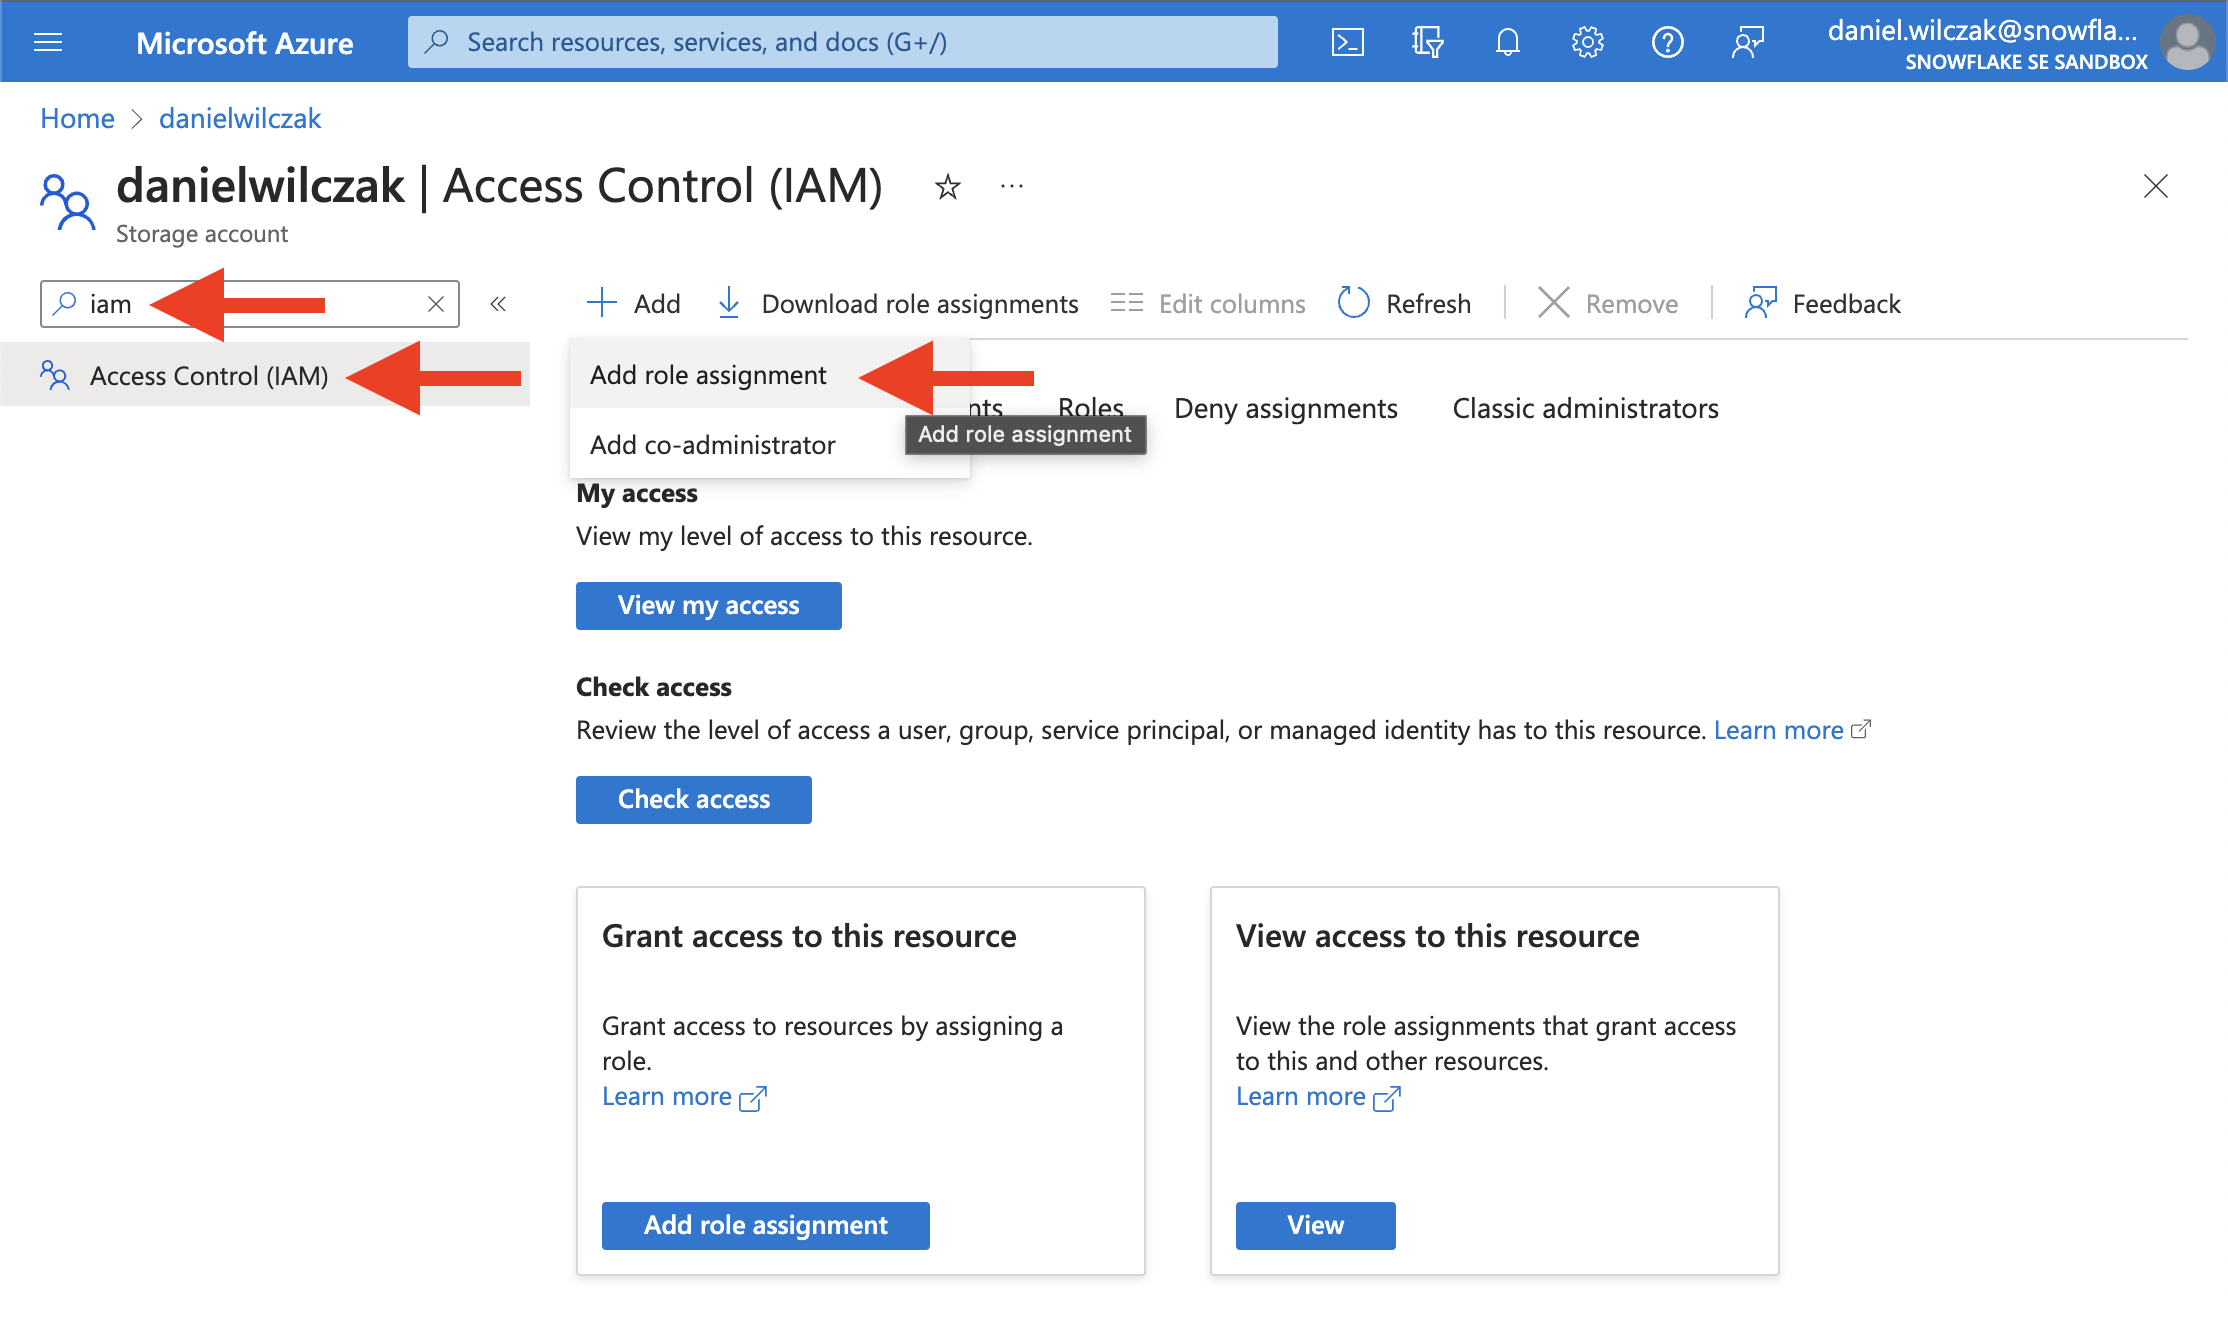 Microsoft Azure
Search resources, services, and docs (G+/)
daniel.wilczak@snowfla...
SNOWFLAKE SE SANDBOX
Home > danielwilczak
danielwilczak | Access Control (IAM)
Storage account
iam
Add
Download role assignments
Edit columns
Refresh
Remove
Feedback
Access Control (IAM)
Add role assignment
Add co-administrator
Roles
Deny assignments
Classic administrators
Add role assignment
My access
View my level of access to this resource.
View my access
Check access
Review the level of access a user, group, service principal, or managed identity has to this resource. Learn more
Check access
Grant access to this resource
Grant access to resources by assigning a
role.
Learn more
Add role assignment
View access to this resource
View the role assignments that grant access
to this and other resources.
Learn more
View